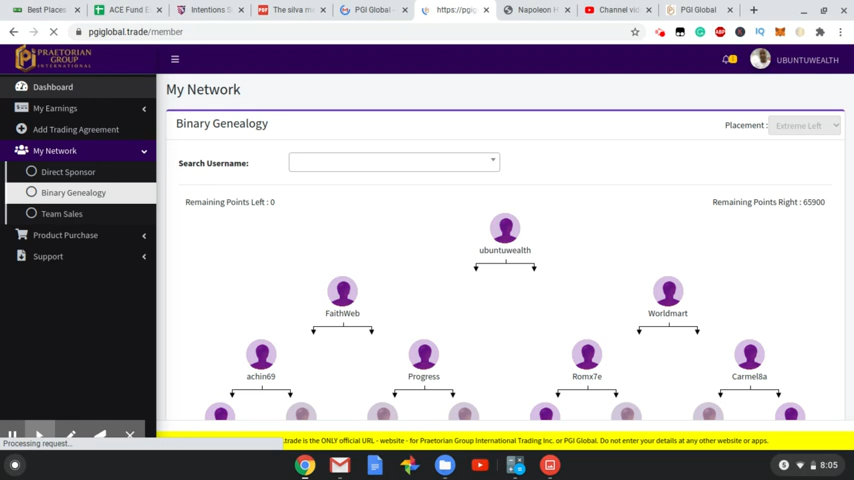 Best Places
ACE Fund E
Intentions S
The silva m
PGI Global
https://pgi
Napoleon H
Channel vid
PGI Global
pgiglobal.trade/member
PRAETORIAN
GROUP
INTERNATIONAL
UBUNTUWEALTH
Dashboard
My Earnings
Add Trading Agreement
My Network
Direct Sponsor
Binary Genealogy
Team Sales
Product Purchase
Support
My Network
Binary Genealogy
Placement :
Extreme Left
Search Username:
Remaining Points Left : 0
Remaining Points Right : 65900
ubuntuwealth
FaithWeb
Worldmart
achin69
Progress
Romx7e
Carmel8a
Processing request...
.trade is the ONLY official URL - website - for Praetorian Group International Trading Inc. or PGI Global. Do not enter your details at any other website or apps.
8:05